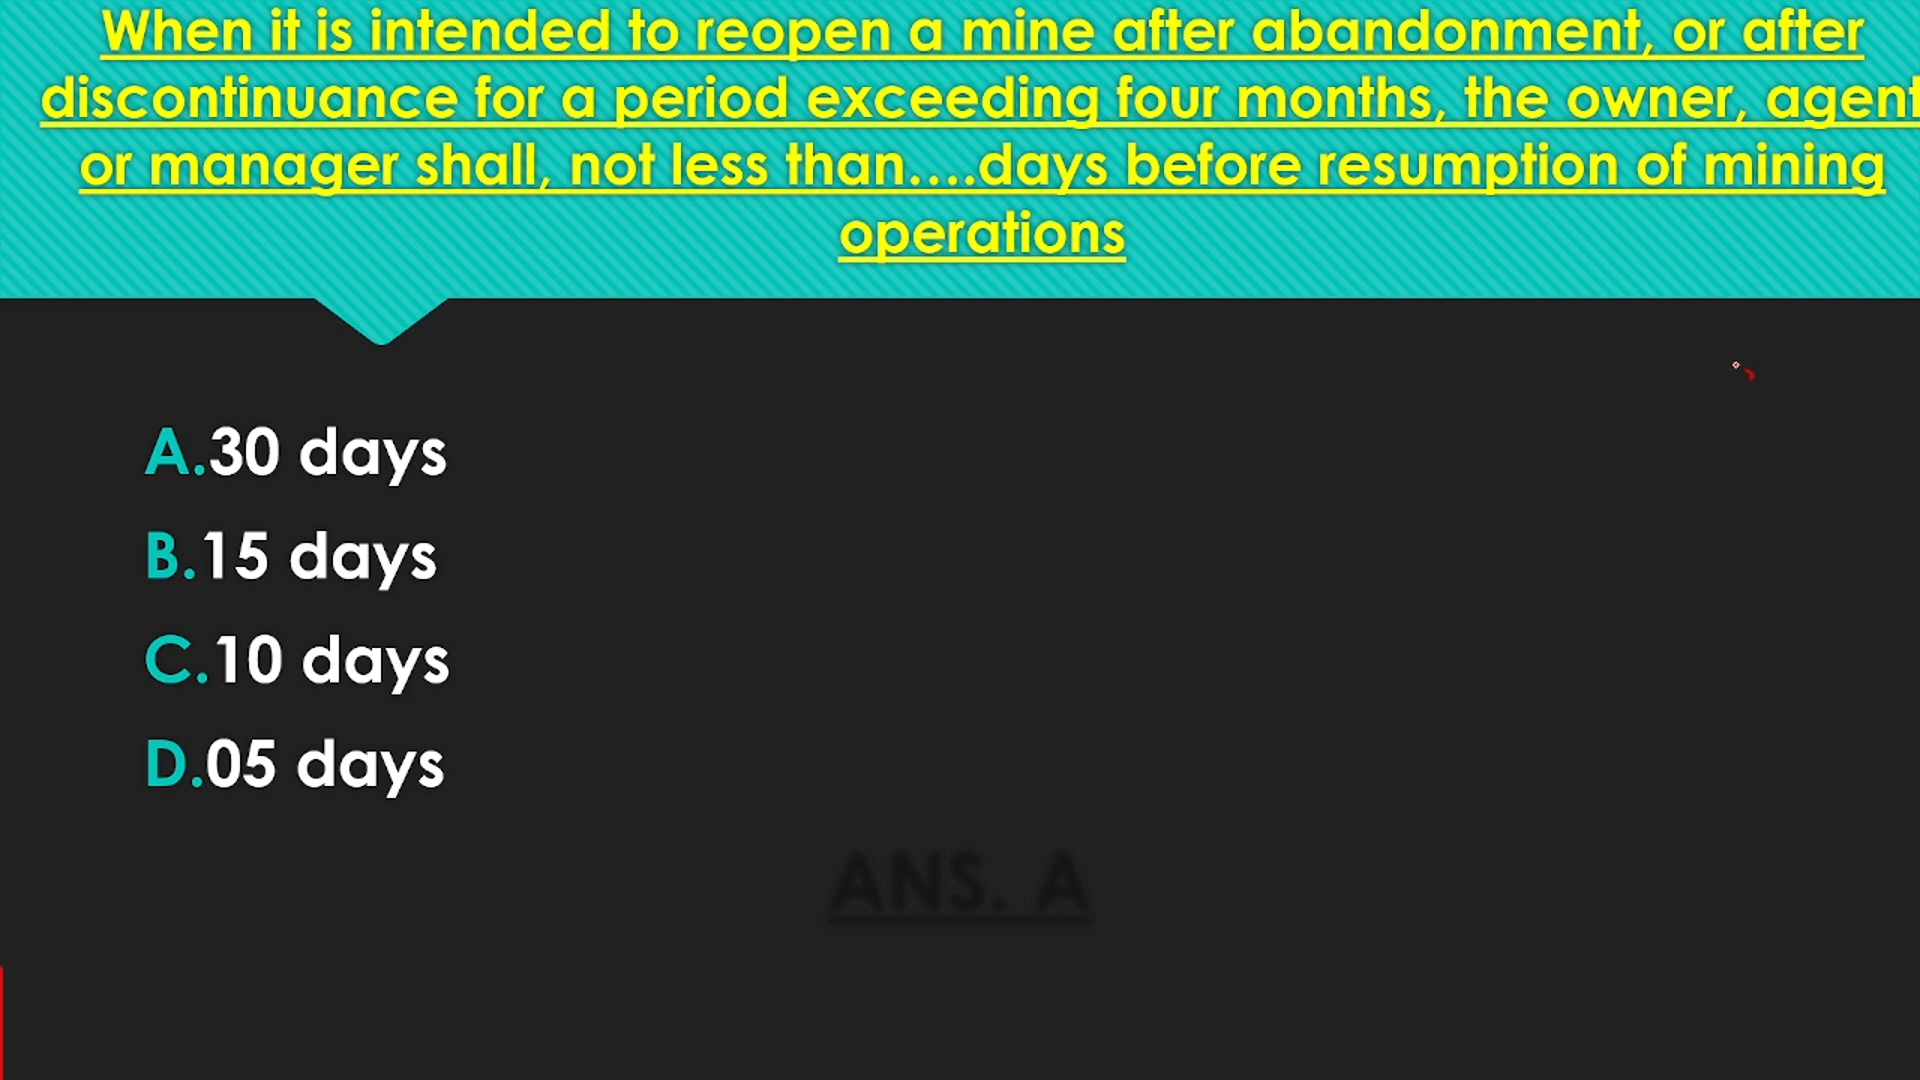 When it is intended to reopen a mine after abandonment, or after
discontinuance for a period exceeding four months, the owner, agent
or manager shall, not less than....days before resumption of mining
operations
A.30 days
B.15 days
C.10 days
D.05 days
ANS. A